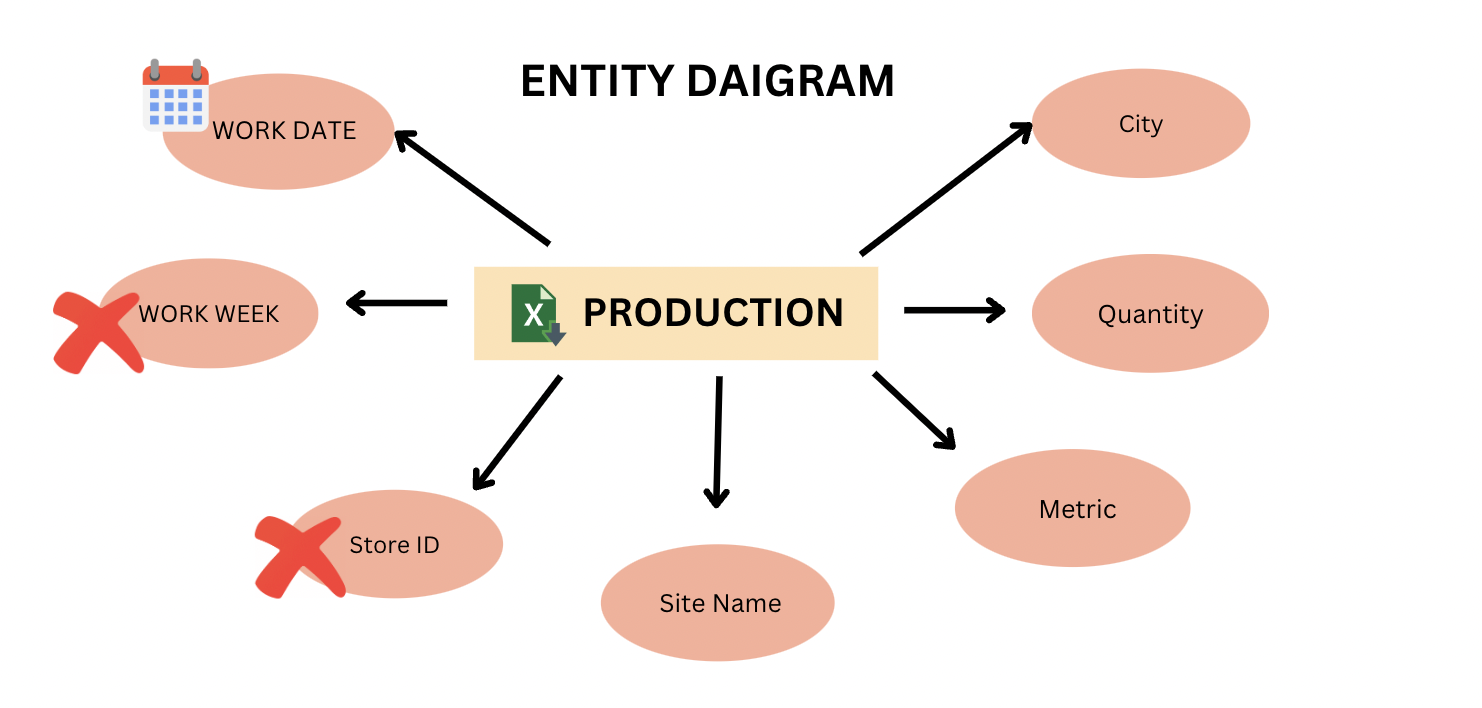 ENTITY DAIGRAM
WORK DATE
City
WORK WEEK
X
PRODUCTION
Quantity
Store ID
Site Name
Metric